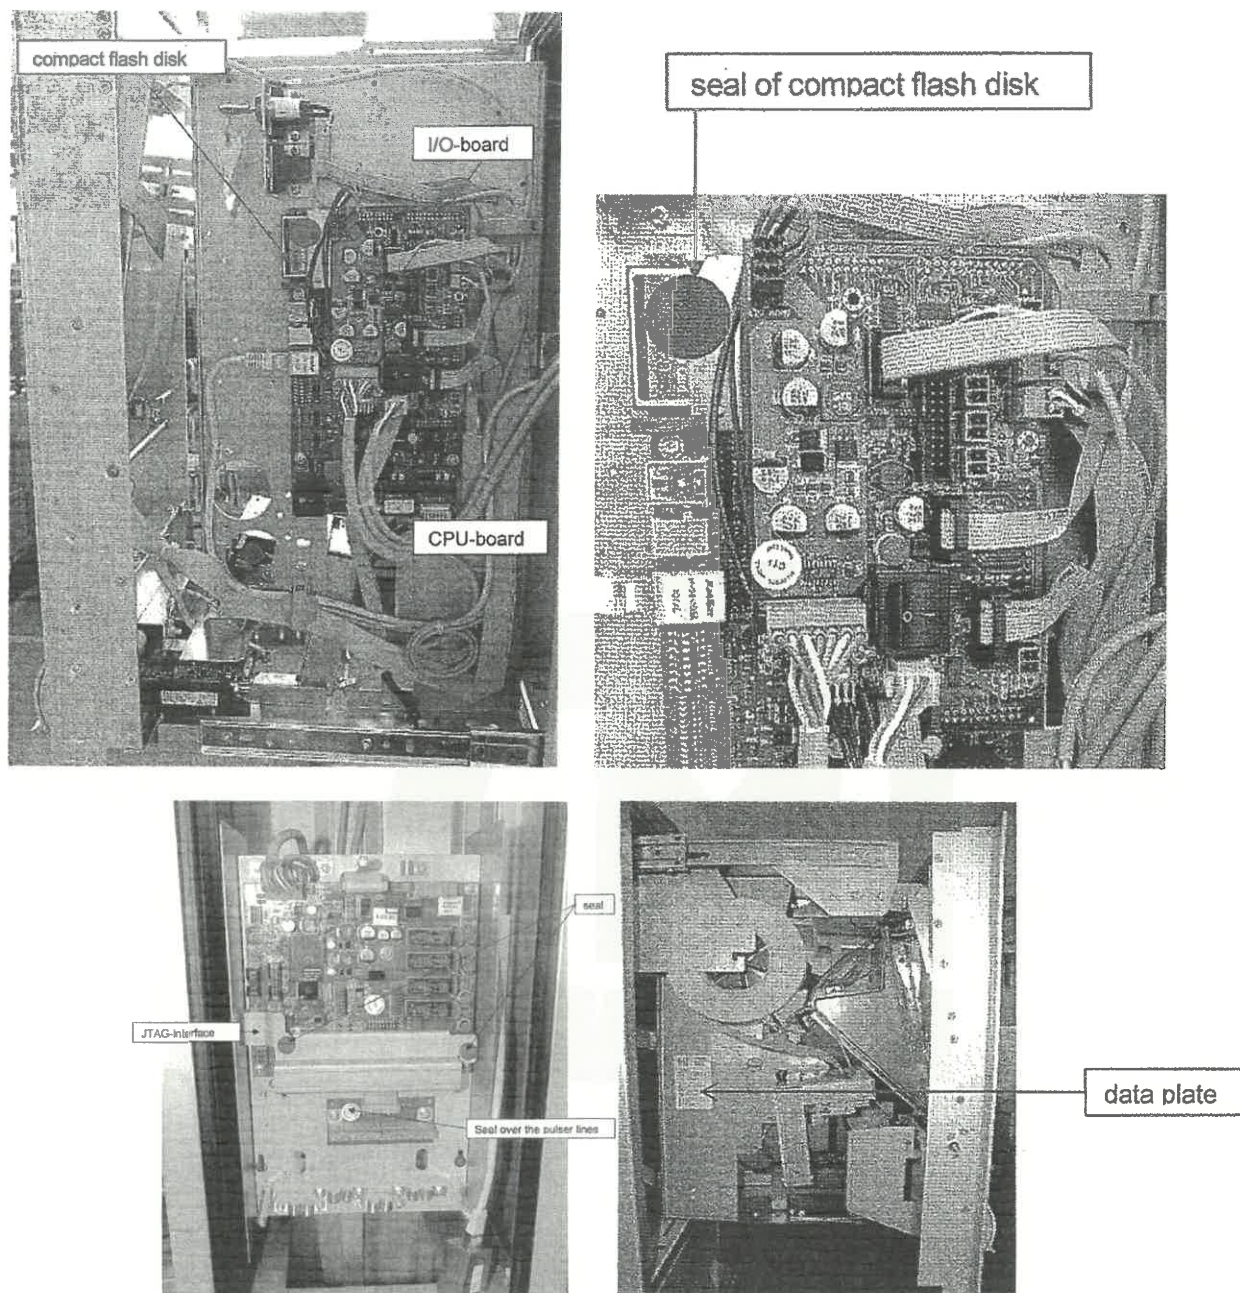 compact flash disk
I/O-board
CPU-board
seal of compact flash disk
seal
JTAG-Interface
Seal over the pulser lines
data plate